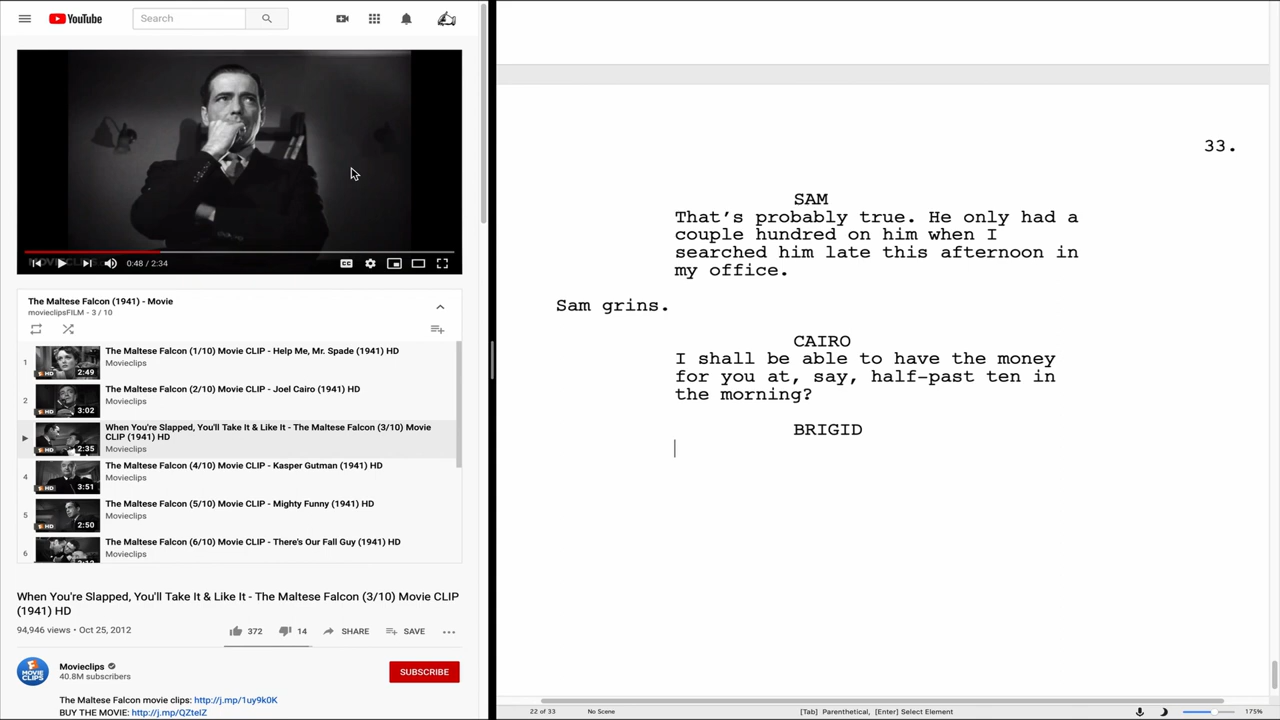 YouTube
Search
0:48 / 2:34
The Maltese Falcon (1941) - Movie
movieclipsFILM - 3 / 10
1
2:49
The Maltese Falcon (1/10) Movie CLIP - Help Me, Mr. Spade (1941) HD
Movieclips
2
3:02
The Maltese Falcon (2/10) Movie CLIP - Joel Cairo (1941) HD
Movieclips
2:35
When You're Slapped, You'll Take It & Like It - The Maltese Falcon (3/10) Movie
CLIP (1941) HD
Movieclips
4
3:51
The Maltese Falcon (4/10) Movie CLIP - Kasper Gutman (1941) HD
Movieclips
5
2:50
The Maltese Falcon (5/10) Movie CLIP - Mighty Funny (1941) HD
Movieclips
6
The Maltese Falcon (6/10) Movie CLIP - There's Our Fall Guy (1941) HD
Movieclips
When You're Slapped, You'll Take It & Like It - The Maltese Falcon (3/10) Movie CLIP
(1941) HD
94,946 views • Oct 25, 2012
372
14
SHARE
SAVE
MOVIE
CLIPS
Movieclips
40.8M subscribers
SUBSCRIBE
The Maltese Falcon movie clips: http://j.mp/1uy9k0K
BUY THE MOVIE: http://j.mp/QZteIZ
33.
SAM
That's probably true. He only had a
couple hundred on him when I
searched him late this afternoon in
my office.
Sam grins.
CAIRO
I shall be able to have the money
for you at, say, half-past ten in
the morning?
BRIGID
22 of 33
No Scene
[Tab] Parenthetical, [Enter] Select Element
175%